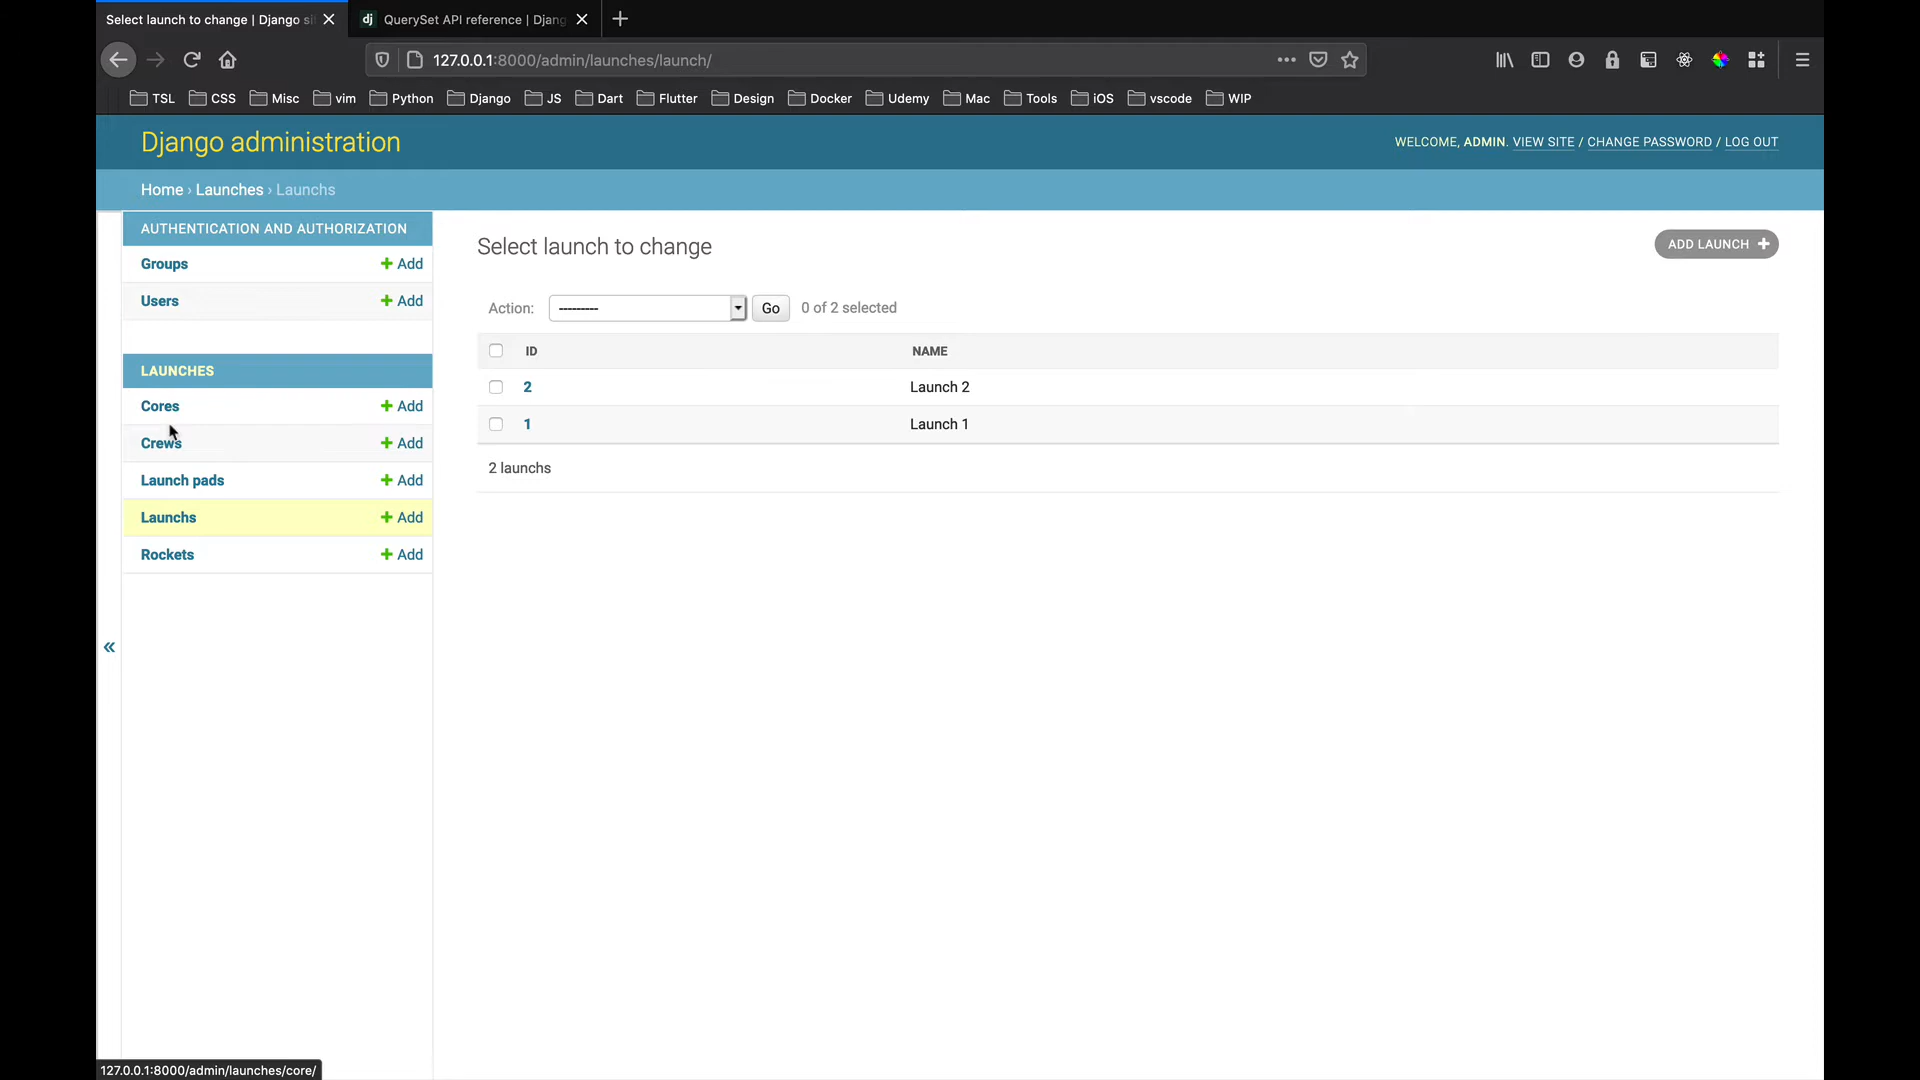 Select launch to change | Django si
dj QuerySet API reference | Djang
127.0.0.1:8000/admin/launches/launch/
TSL CSS Misc vim Python Django JS Dart Flutter Design Docker Udemy Mac Tools iOS vscode WIP
Django administration
WELCOME, ADMIN. VIEW SITE / CHANGE PASSWORD / LOG OUT
Home › Launches › Launchs
AUTHENTICATION AND AUTHORIZATION
Groups + Add
Users + Add
LAUNCHES
Cores + Add
Crews + Add
Launch pads + Add
Launchs + Add
Rockets + Add
«
Select launch to change
ADD LAUNCH +
Action: --------- Go 0 of 2 selected
ID NAME
2 Launch 2
1 Launch 1
2 launchs
127.0.0.1:8000/admin/launches/core/